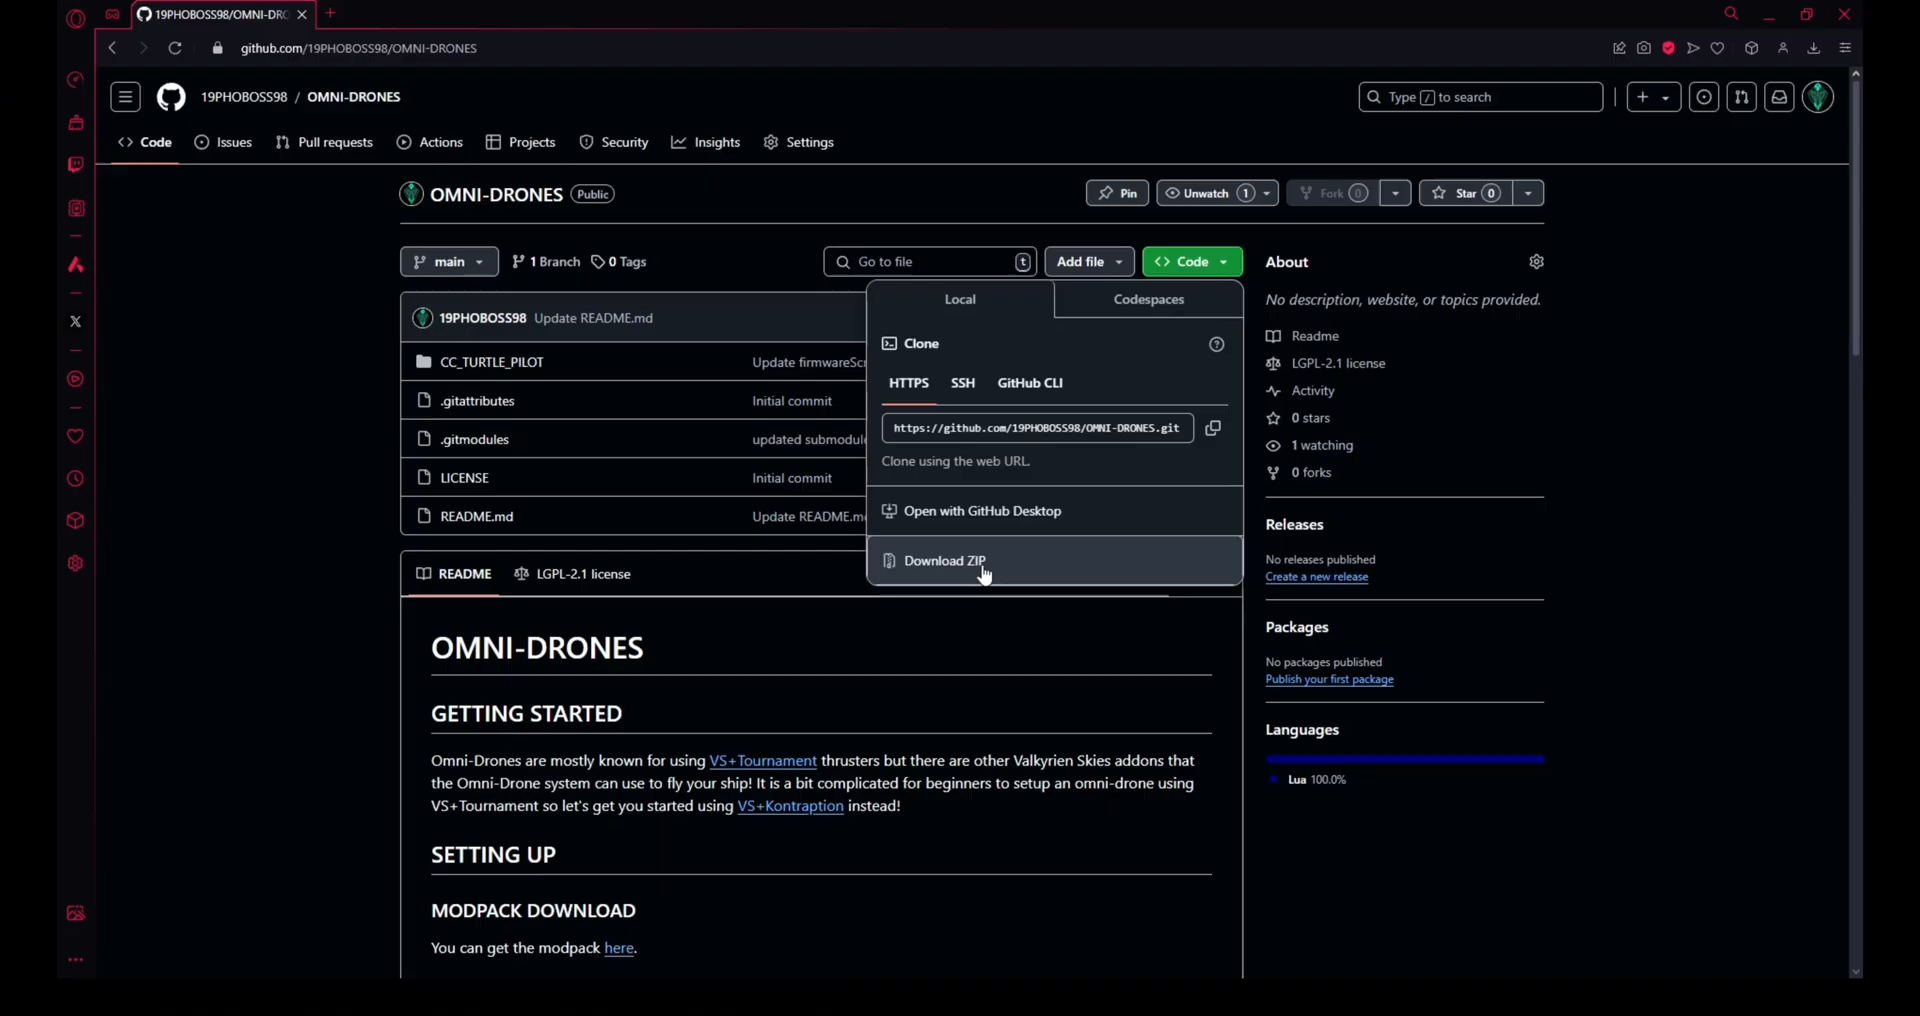 19PHOBOSS98/OMNI-DRO
github.com/19PHOBOSS98/OMNI-DRONES
19PHOBOSS98 / OMNI-DRONES
Type / to search
Code Issues Pull requests Actions Projects Security Insights Settings
OMNI-DRONES Public
Pin Unwatch 1 Fork 0 Star 0
main 1 Branch 0 Tags Go to file t Add file Code
19PHOBOSS98 Update README.md
CC_TURTLE_PILOT Update firmwareScr
.gitattributes Initial commit
.gitmodules updated submodule
LICENSE Initial commit
README.md Update README.m
Local Codespaces
Clone
HTTPS SSH GitHub CLI
https://github.com/19PHOBOSS98/OMNI-DRONES.git
Clone using the web URL.
Open with GitHub Desktop
Download ZIP
README LGPL-2.1 license
OMNI-DRONES
GETTING STARTED
Omni-Drones are mostly known for using VS+Tournament thrusters but there are other Valkyrien Skies addons that
the Omni-Drone system can use to fly your ship! It is a bit complicated for beginners to setup an omni-drone using
VS+Tournament so let's get you started using VS+Kontraption instead!
SETTING UP
MODPACK DOWNLOAD
You can get the modpack here.
About
No description, website, or topics provided.
Readme
LGPL-2.1 license
Activity
0 stars
1 watching
0 forks
Releases
No releases published
Create a new release
Packages
No packages published
Publish your first package
Languages
Lua 100.0%